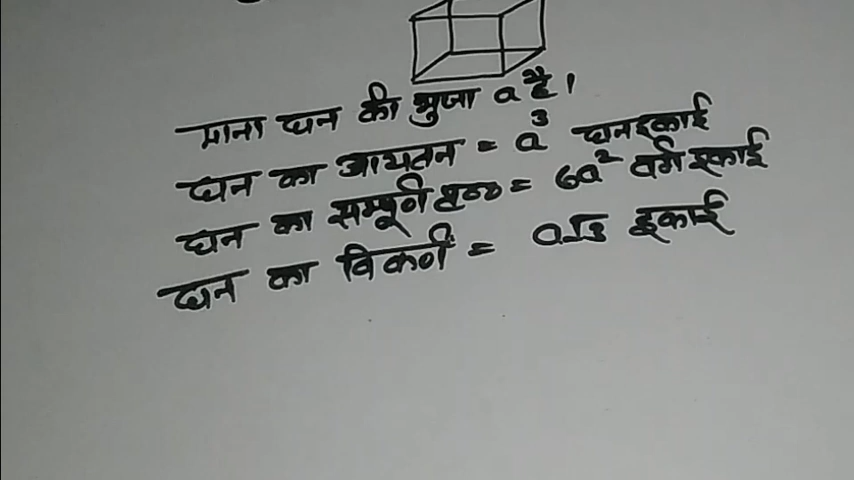 माना घन की भुजा a है।
घन का आयतन = a³ घनइकाई
घन का सम्पूर्ण पृष्ठ = 6a² वर्ग इकाई
घन का विकर्ण = a√3 इकाई